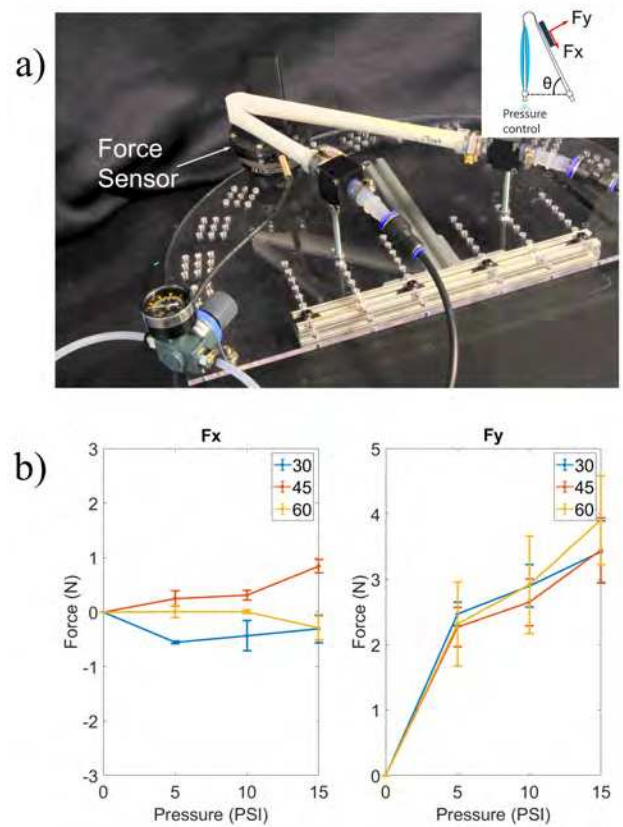 a)
Force
Sensor
Fy
Fx
θ
Pressure
control
b)
Fx
Force (N)
3
2
1
0
-1
-2
-3
0
5
10
15
Pressure (PSI)
30
45
60
Fy
Force (N)
5
4
3
2
1
0
0
5
10
15
Pressure (PSI)
30
45
60